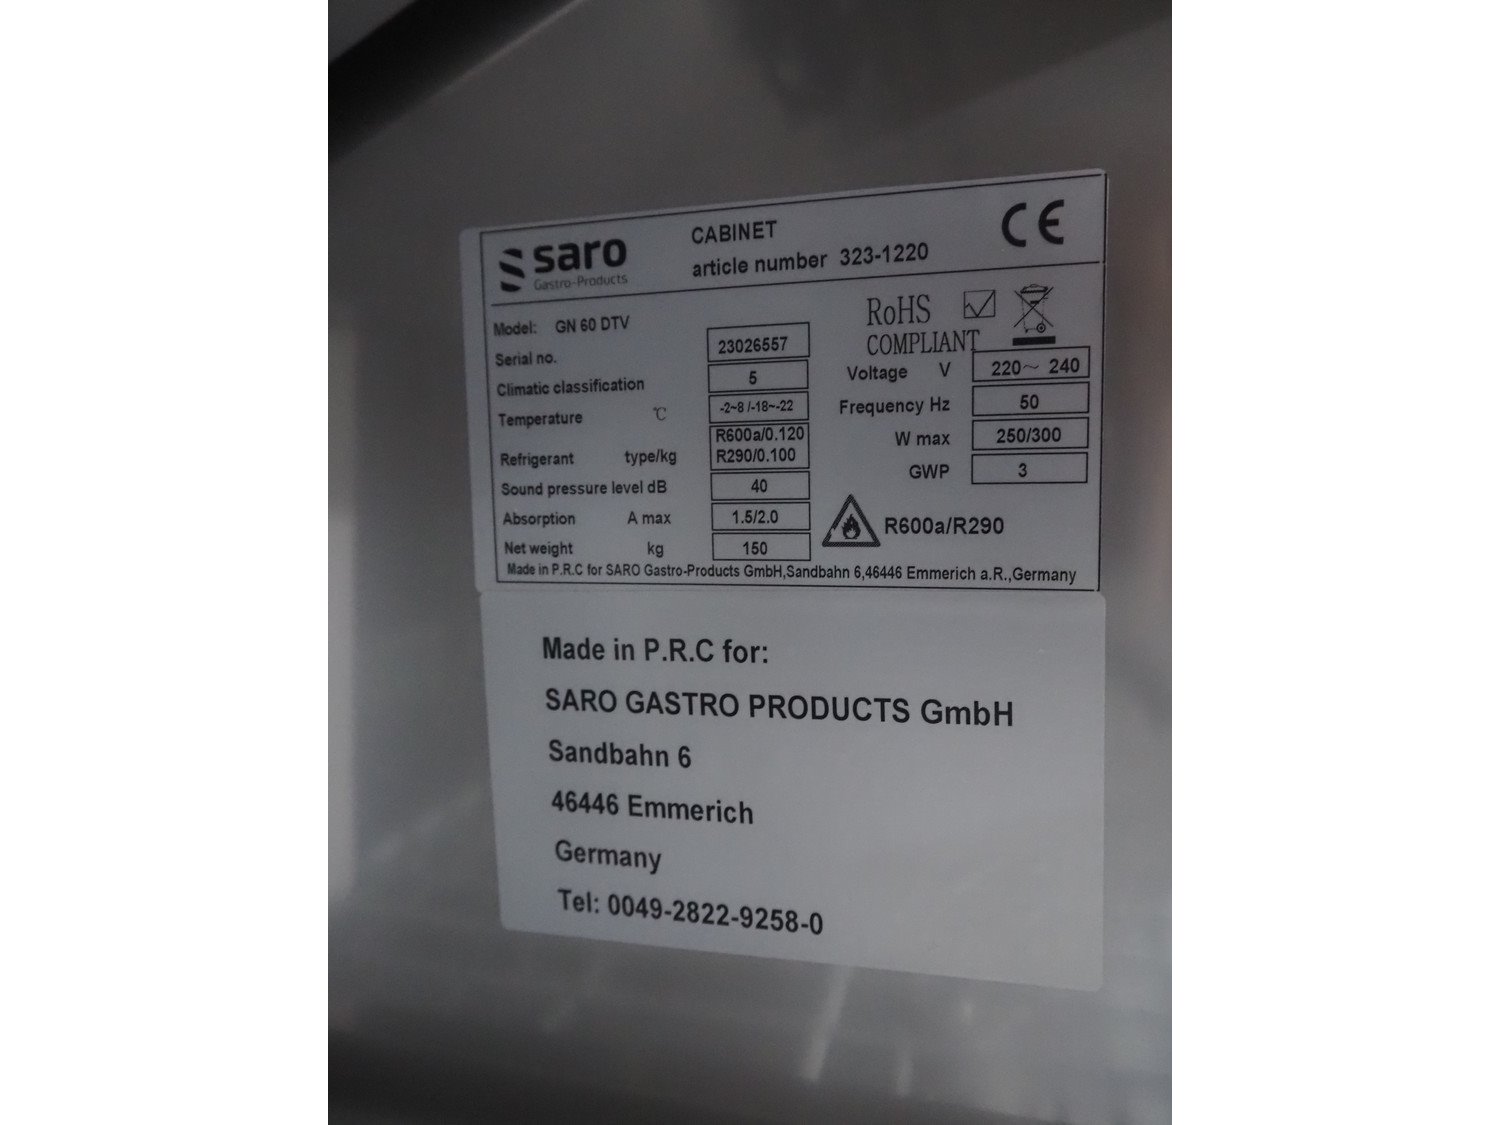 saro
Gastro-Products
CABINET
article number 323-1220
CE
Model: GN 60 DTV
RoHS
COMPLIANT
Serial no. 23026557
Climatic classification 5
Temperature ℃ -2~8 /-18~-22
Refrigerant type/kg R600a/0.120
R290/0.100
Sound pressure level dB 40
Absorption A max 1.5/2.0
Net weight kg 150
Voltage V 220~ 240
Frequency Hz 50
W max 250/300
GWP 3
R600a/R290
Made in P.R.C for SARO Gastro-Products GmbH,Sandbahn 6,46446 Emmerich a.R.,Germany
Made in P.R.C for:
SARO GASTRO PRODUCTS GmbH
Sandbahn 6
46446 Emmerich
Germany
Tel: 0049-2822-9258-0